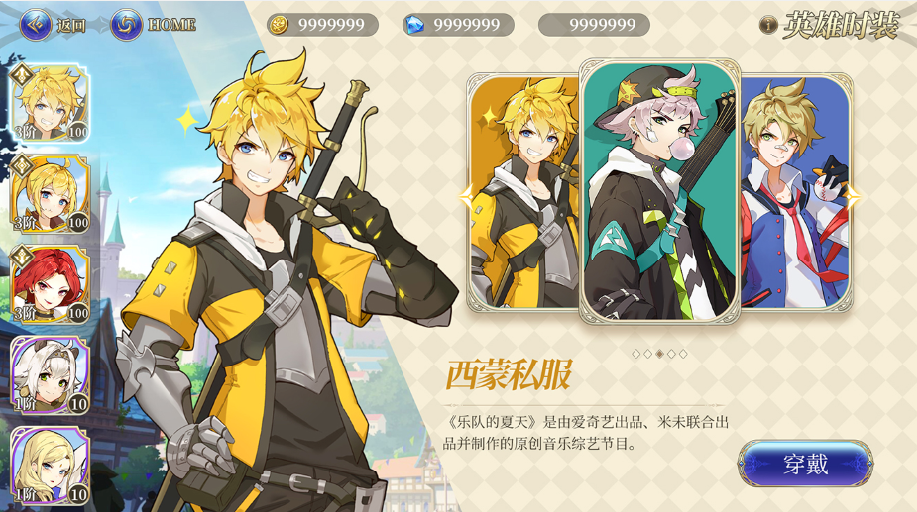 返回
HOME
9999999
9999999
9999999
英雄时装
3阶
100
3阶
100
3阶
100
1阶
10
1阶
10
西蒙私服
《乐队的夏天》是由爱奇艺出品、米未联合出
品并制作的原创音乐综艺节目。
穿戴